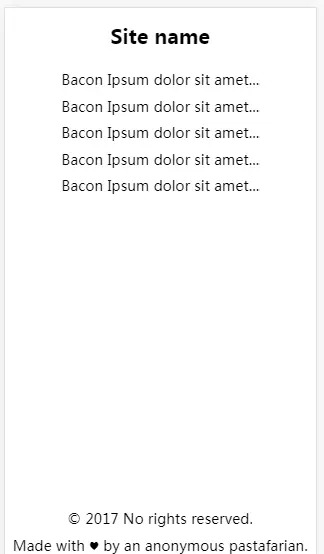 Site name
Bacon Ipsum dolor sit amet...
Bacon Ipsum dolor sit amet...
Bacon Ipsum dolor sit amet...
Bacon Ipsum dolor sit amet...
Bacon Ipsum dolor sit amet...
© 2017 No rights reserved.
Made with ♥ by an anonymous pastafarian.